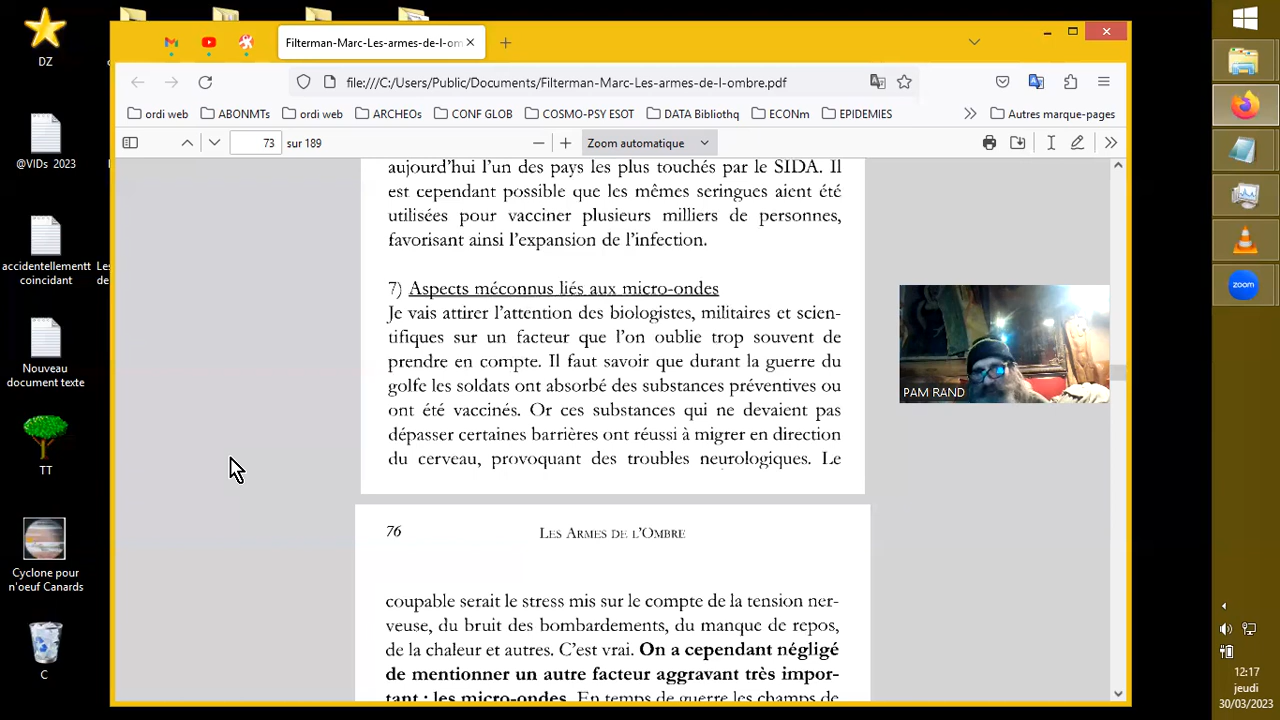 DZ
@VIDs 2023
accidentellementt
coincidant
Nouveau
document texte
TT
Cyclone pour
n'oeuf Canards
C
Filterman-Marc-Les-armes-de-l-om
file:///C:/Users/Public/Documents/Filterman-Marc-Les-armes-de-l-ombre.pdf
ordi web
ABONMTs
ordi web
ARCHEOs
CONF GLOB
COSMO-PSY ESOT
DATA Bibliothq
ECONm
EPIDEMIES
Autres marque-pages
73 sur 189
Zoom automatique
aujourd'hui l'un des pays les plus touchés par le SIDA. Il
est cependant possible que les mêmes seringues aient été
utilisées pour vacciner plusieurs milliers de personnes,
favorisant ainsi l'expansion de l'infection.
7) Aspects méconnus liés aux micro-ondes
Je vais attirer l'attention des biologistes, militaires et scien-
tifiques sur un facteur que l'on oublie trop souvent de
prendre en compte. Il faut savoir que durant la guerre du
golfe les soldats ont absorbé des substances préventives ou
ont été vaccinés. Or ces substances qui ne devaient pas
dépasser certaines barrières ont réussi à migrer en direction
du cerveau, provoquant des troubles neurologiques. Le
76
LES ARMES DE L'OMBRE
coupable serait le stress mis sur le compte de la tension ner-
veuse, du bruit des bombardements, du manque de repos,
de la chaleur et autres. C'est vrai. On a cependant négligé
de mentionner un autre facteur aggravant très impor-
tant : les micro-ondes. En temps de guerre les champs de
PAM RAND
zoom
12:17
jeudi
30/03/2023